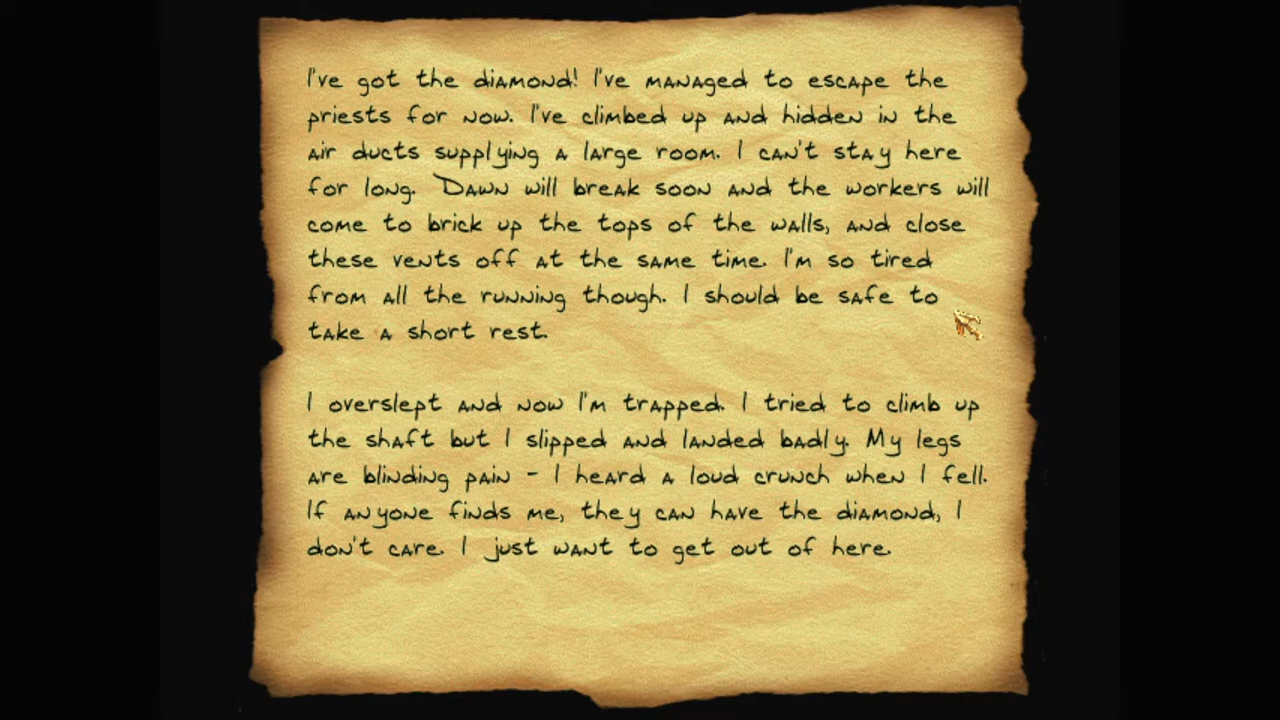 I've got the diamond! I've managed to escape the
priests for now. I've climbed up and hidden in the
air ducts supplying a large room. I can't stay here
for long. Dawn will break soon and the workers will
come to brick up the tops of the walls, and close
these vents off at the same time. I'm so tired
from all the running though. I should be safe to
take a short rest.
I overslept and now I'm trapped. I tried to climb up
the shaft but I slipped and landed badly. My legs
are blinding pain - I heard a loud crunch when I fell.
If anyone finds me, they can have the diamond, I
don't care. I just want to get out of here.